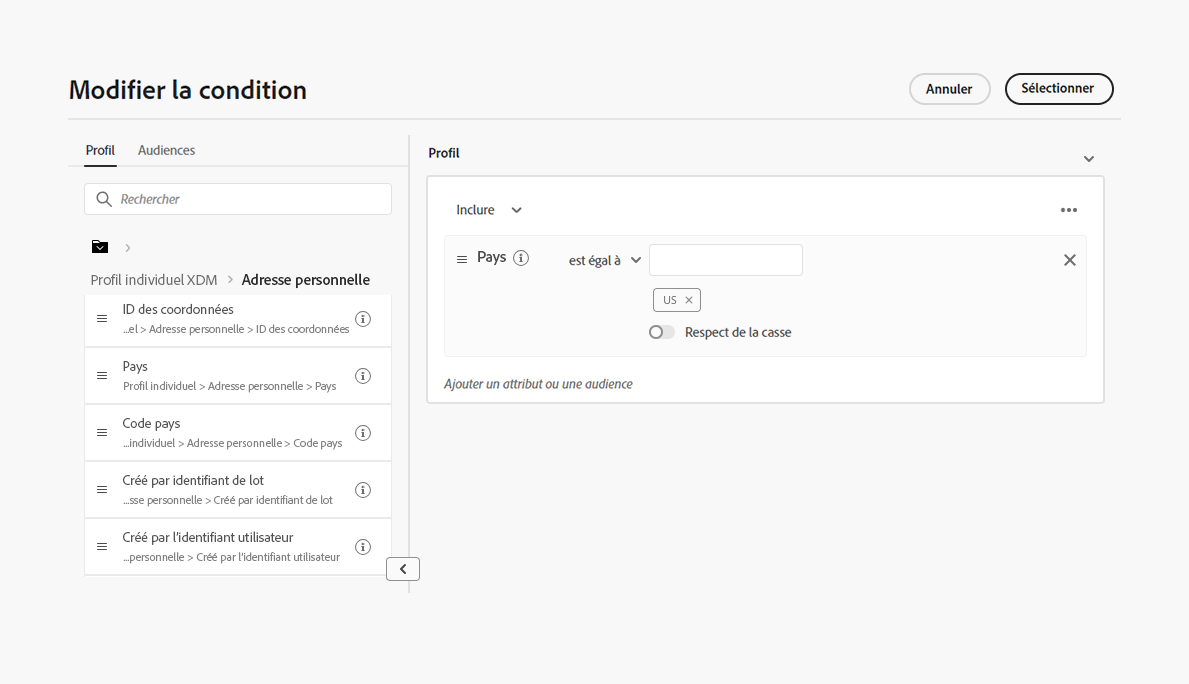 Modifier la condition
Annuler
Sélectionner
Profil
Audiences
Rechercher
Profil individuel XDM > Adresse personnelle
ID des coordonnées
...el > Adresse personnelle > ID des coordonnées
Pays
Profil individuel > Adresse personnelle > Pays
Code pays
...individuel > Adresse personnelle > Code pays
Créé par identifiant de lot
...sse personnelle > Créé par identifiant de lot
Créé par l’identifiant utilisateur
...personnelle > Créé par l’identifiant utilisateur
Profil
Inclure
Pays
est égal à
US
Respect de la casse
Ajouter un attribut ou une audience